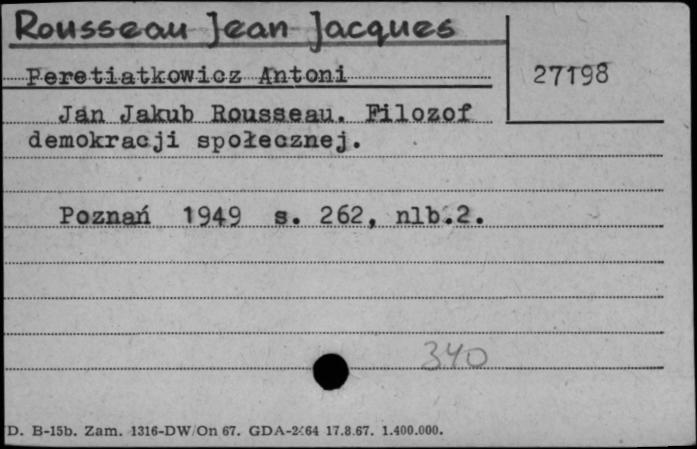 Rousseau Jean Jacques
Peretiatkowicz Antoni
27198
Jan Jakub Rousseau. Filozof
demokracji społecznej.
Poznań 1949 s. 262, nlb.2.
340
D. B-15b. Zam. 1316-DW/On 67. GDA-2464 17.8.67. 1.400.000.